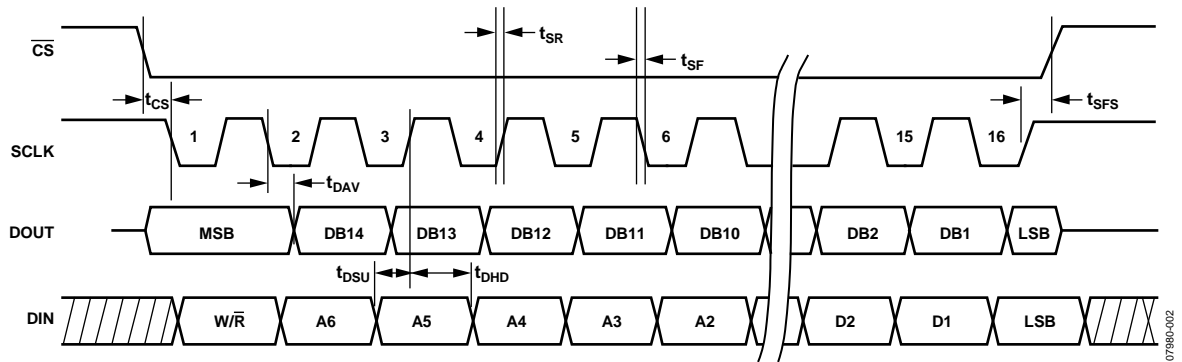 t_SR
CS
t_SF
t_CS
t_SFS
SCLK 1 2 3 4 5 6 15 16
t_DAV
DOUT MSB DB14 DB13 DB12 DB11 DB10 DB2 DB1 LSB
t_DSU t_DHD
DIN W/R̅ A6 A5 A4 A3 A2 D2 D1 LSB
07980-002